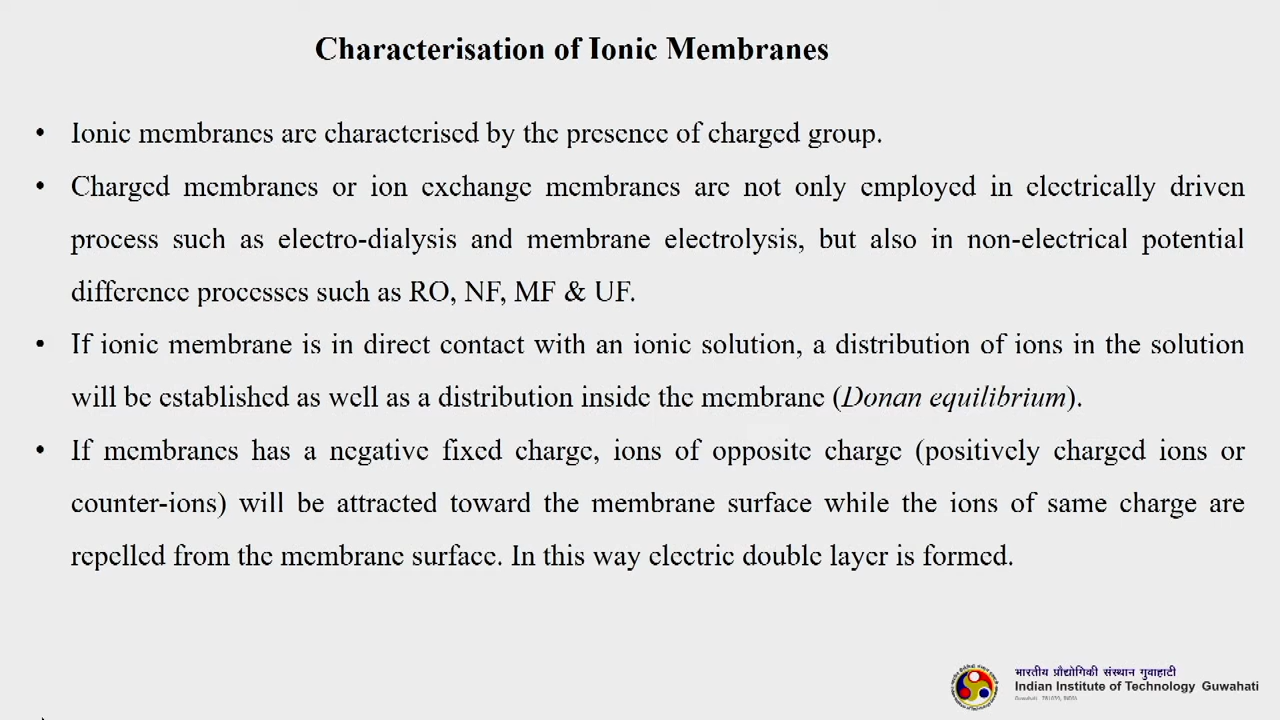 Characterisation of Ionic Membranes
• Ionic membranes are characterised by the presence of charged group.
• Charged membranes or ion exchange membranes are not only employed in electrically driven
process such as electro-dialysis and membrane electrolysis, but also in non-electrical potential
difference processes such as RO, NF, MF & UF.
• If ionic membrane is in direct contact with an ionic solution, a distribution of ions in the solution
will be established as well as a distribution inside the membrane (Donan equilibrium).
• If membranes has a negative fixed charge, ions of opposite charge (positively charged ions or
counter-ions) will be attracted toward the membrane surface while the ions of same charge are
repelled from the membrane surface. In this way electric double layer is formed.
भारतीय प्रौद्योगिकी संस्थान गुवाहाटी
Indian Institute of Technology Guwahati